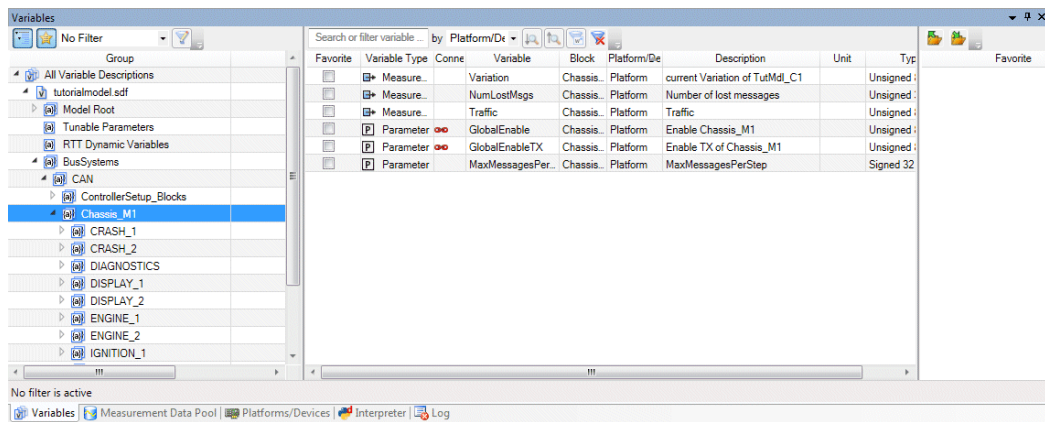 Variables
No Filter
Search or filter variable ... by Platform/De
Group
Favorite Variable Type Conne Variable Block Platform/De Description Unit Typ
Favorite
All Variable Descriptions
tutorialmodel.sdf
Model Root
Tunable Parameters
RTT Dynamic Variables
BusSystems
CAN
ControllerSetup_Blocks
Chassis_M1
CRASH_1
CRASH_2
DIAGNOSTICS
DISPLAY_1
DISPLAY_2
ENGINE_1
ENGINE_2
IGNITION_1
Measure... Variation Chassis... Platform current Variation of TutMdl_C1 Unsigned
Measure... NumLostMsgs Chassis... Platform Number of lost messages Unsigned
Measure... Traffic Chassis... Platform Traffic Unsigned
P Parameter GlobalEnable Chassis... Platform Enable Chassis_M1 Unsigned
P Parameter GlobalEnableTX Chassis... Platform Enable TX of Chassis_M1 Unsigned
P Parameter MaxMessagesPer... Chassis... Platform MaxMessagesPerStep Signed 32
No filter is active
Variables Measurement Data Pool Platforms/Devices Interpreter Log